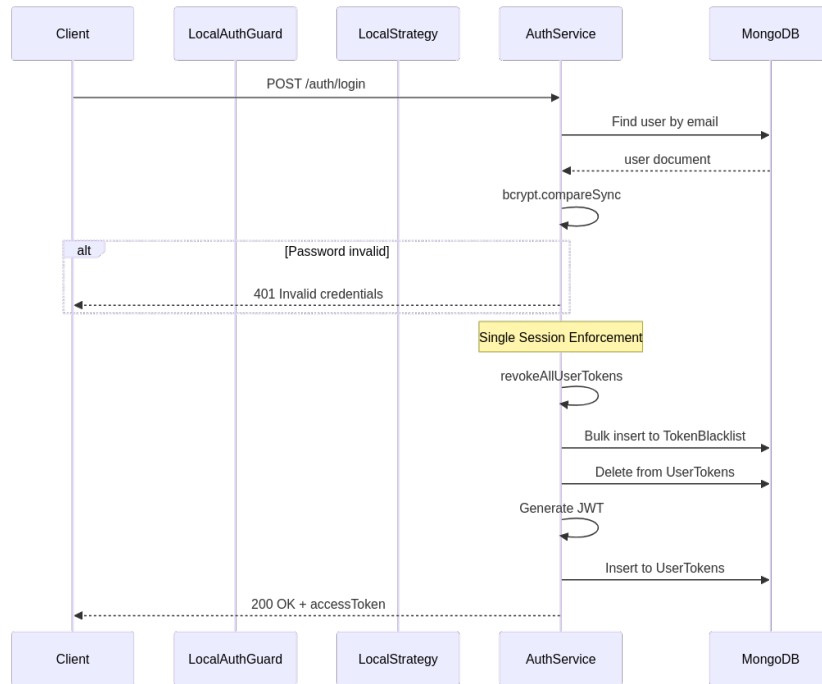 Client LocalAuthGuard LocalStrategy AuthService MongoDB
POST /auth/login
Find user by email
user document
bcrypt.compareSync
alt [Password invalid]
401 Invalid credentials
Single Session Enforcement
revokeAllUserTokens
Bulk insert to TokenBlacklist
Delete from UserTokens
Generate JWT
Insert to UserTokens
200 OK + accessToken
Client LocalAuthGuard LocalStrategy AuthService MongoDB